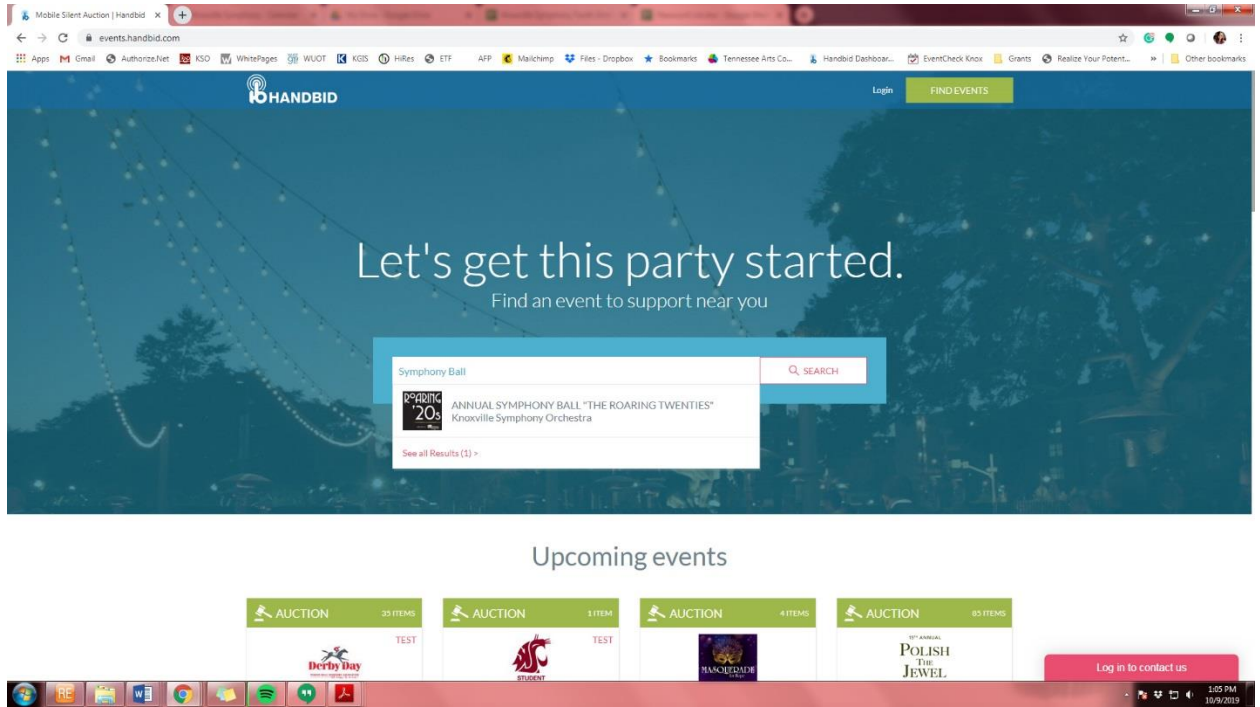 Mobile Silent Auction | Handbid
events.handbid.com
Apps Gmail Authorize.Net KSO WhitePages WUOT KGIS HiRes ETF AFP Mailchimp Files - Dropbox Bookmarks Tennessee Arts Co... Handbid Dashboar... EventCheck Knox Grants Realize Your Potent... » Other bookmarks
HANDBID
Login
FIND EVENTS
Let's get this party started.
Find an event to support near you
Symphony Ball
SEARCH
ROARING
'20s
ANNUAL SYMPHONY BALL "THE ROARING TWENTIES"
Knoxville Symphony Orchestra
See all Results (1) >
Upcoming events
AUCTION 35 ITEMS
AUCTION 1 ITEM
AUCTION 4 ITEMS
AUCTION 85 ITEMS
TEST
Derby Day
TEST
STUDENT
MASQUERADE
ANNUAL
POLISH
THE
JEWEL
Log in to contact us
RE
1:05 PM
10/9/2019